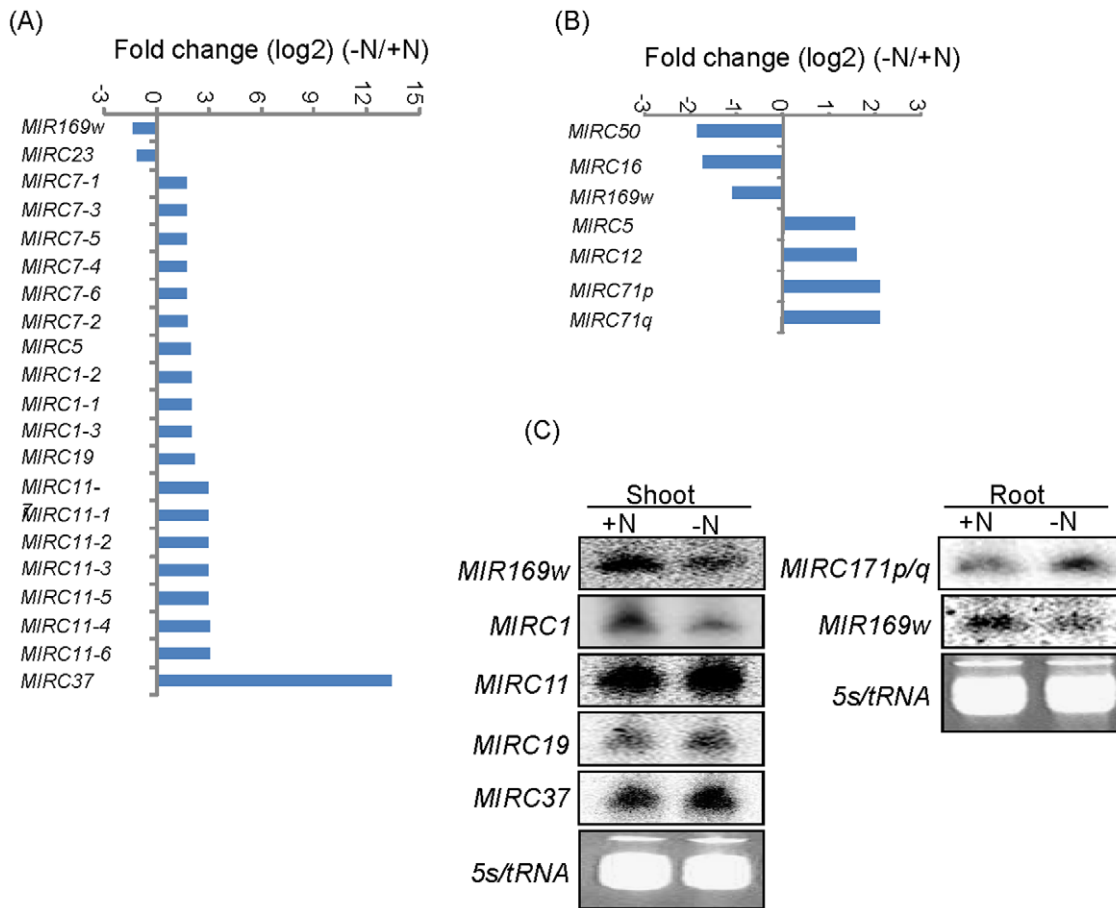 (A)
Fold change (log2) (-N/+N)
-3 0 3 6 9 12 15
MIR169w
MIRC23
MIRC7-1
MIRC7-3
MIRC7-5
MIRC7-4
MIRC7-6
MIRC7-2
MIRC5
MIRC1-2
MIRC1-1
MIRC1-3
MIRC19
MIRC11-
7
MIRC11-1
MIRC11-2
MIRC11-3
MIRC11-5
MIRC11-4
MIRC11-6
MIRC37
(B)
Fold change (log2) (-N/+N)
-3 -2 -1 0 1 2 3
MIRC50
MIRC16
MIR169w
MIRC5
MIRC12
MIRC71p
MIRC71q
(C)
Shoot
+N -N
MIR169w
MIRC1
MIRC11
MIRC19
MIRC37
5s/tRNA
Root
+N -N
MIRC171p/q
MIR169w
5s/tRNA